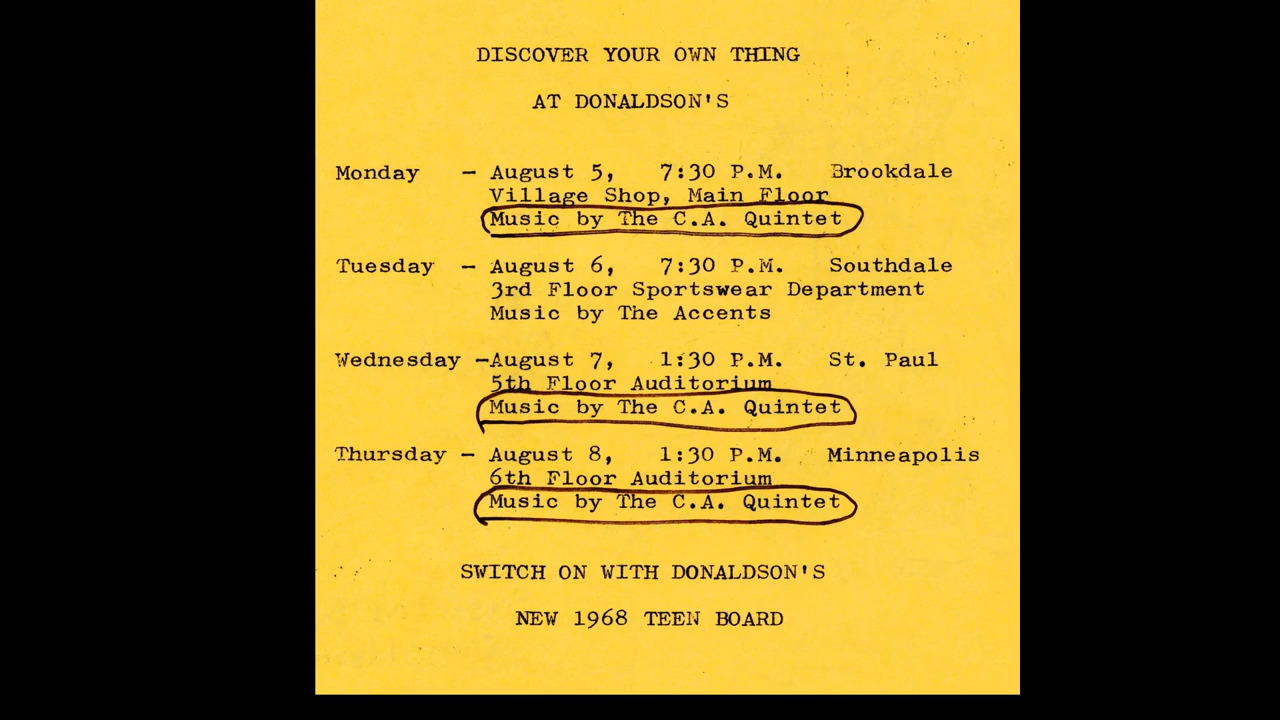 DISCOVER YOUR OWN THING
AT DONALDSON'S
Monday - August 5, 7:30 P.M. Brookdale
Village Shop, Main Floor
Music by The C.A. Quintet
Tuesday - August 6, 7:30 P.M. Southdale
3rd Floor Sportswear Department
Music by The Accents
Wednesday -August 7, 1:30 P.M. St. Paul
5th Floor Auditorium
Music by The C.A. Quintet
Thursday - August 8, 1:30 P.M. Minneapolis
6th Floor Auditorium
Music by The C.A. Quintet
SWITCH ON WITH DONALDSON'S
NEW 1968 TEEN BOARD